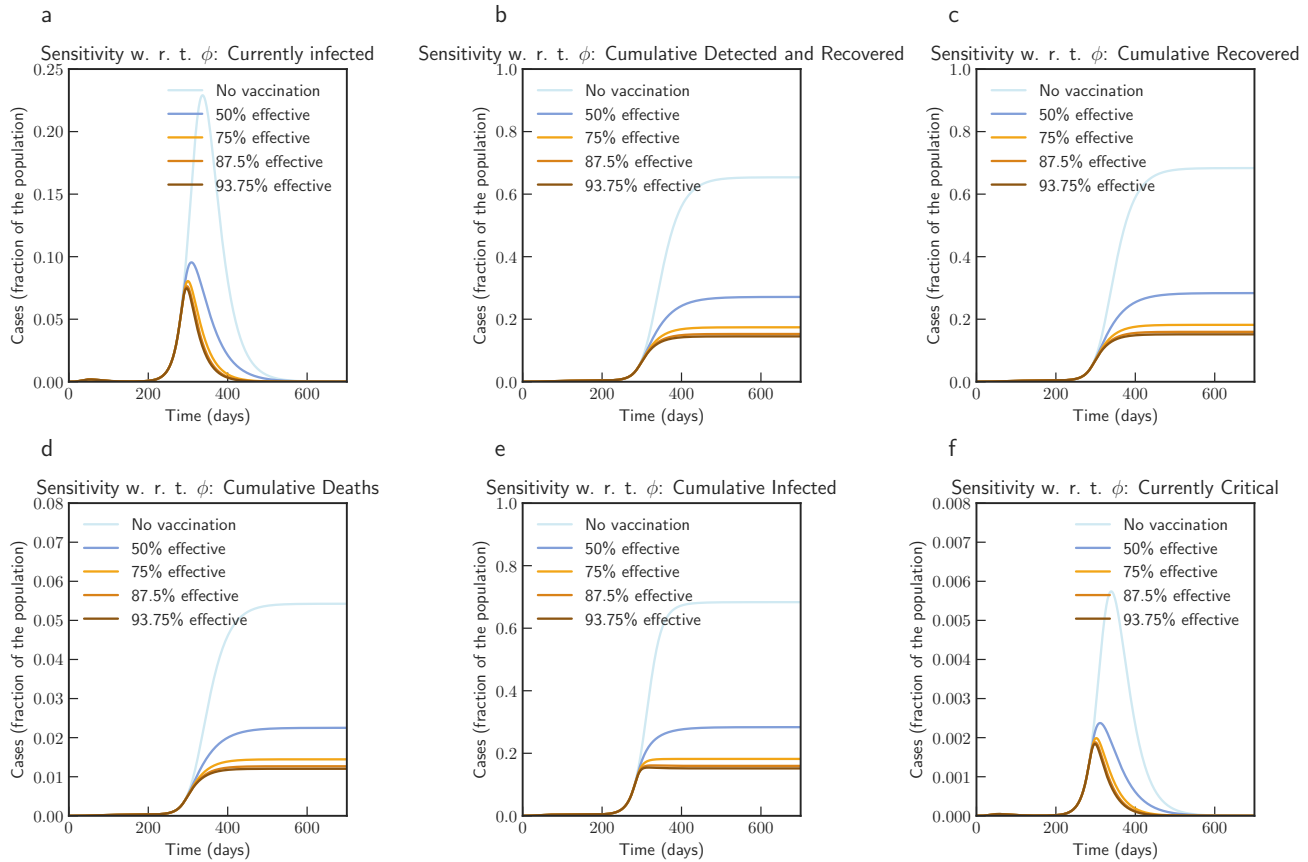 a
Sensitivity w. r. t. ϕ: Currently infected
Cases (fraction of the population)
0.25
0.20
0.15
0.10
0.05
0.00
No vaccination
50% effective
75% effective
87.5% effective
93.75% effective
0 200 400 600
Time (days)
b
Sensitivity w. r. t. ϕ: Cumulative Detected and Recovered
Cases (fraction of the population)
1.0
0.8
0.6
0.4
0.2
0.0
No vaccination
50% effective
75% effective
87.5% effective
93.75% effective
0 200 400 600
Time (days)
c
Sensitivity w. r. t. ϕ: Cumulative Recovered
Cases (fraction of the population)
1.0
0.8
0.6
0.4
0.2
0.0
No vaccination
50% effective
75% effective
87.5% effective
93.75% effective
0 200 400 600
Time (days)
d
Sensitivity w. r. t. ϕ: Cumulative Deaths
Cases (fraction of the population)
0.08
0.07
0.06
0.05
0.04
0.03
0.02
0.01
0.00
No vaccination
50% effective
75% effective
87.5% effective
93.75% effective
0 200 400 600
Time (days)
e
Sensitivity w. r. t. ϕ: Cumulative Infected
Cases (fraction of the population)
1.0
0.8
0.6
0.4
0.2
0.0
No vaccination
50% effective
75% effective
87.5% effective
93.75% effective
0 200 400 600
Time (days)
f
Sensitivity w. r. t. ϕ: Currently Critical
Cases (fraction of the population)
0.008
0.007
0.006
0.005
0.004
0.003
0.002
0.001
0.000
No vaccination
50% effective
75% effective
87.5% effective
93.75% effective
0 200 400 600
Time (days)